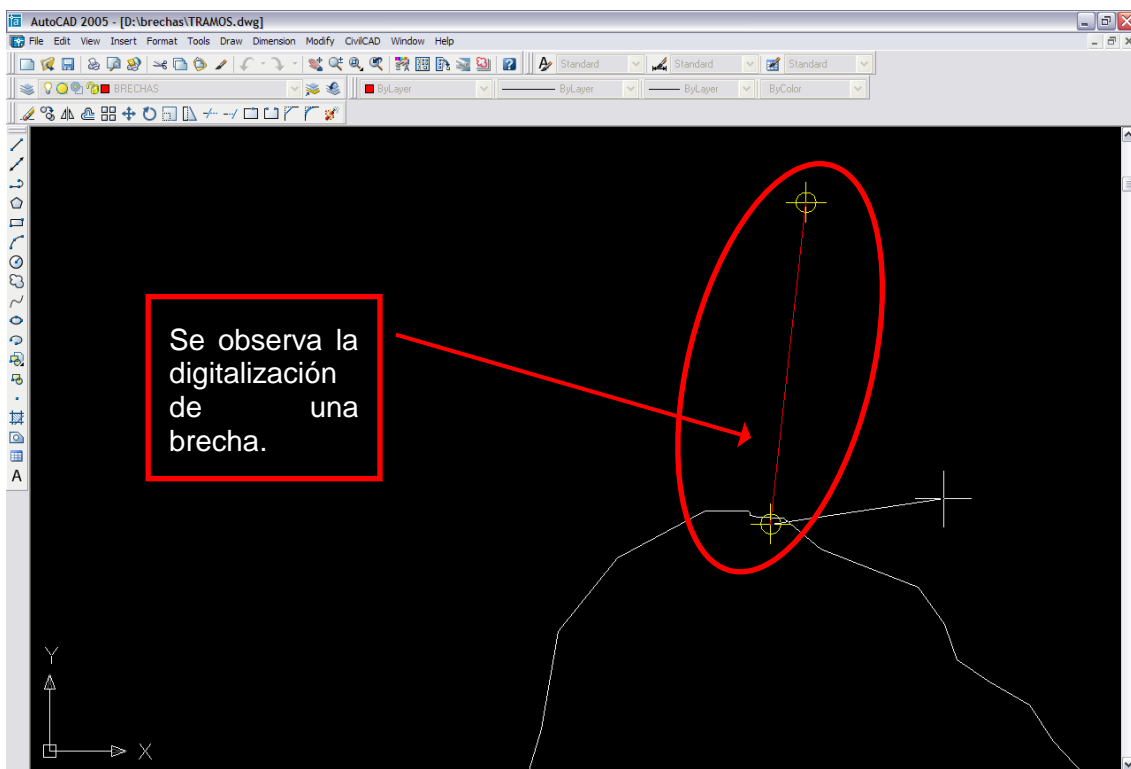 AutoCAD 2005 - [D:\brechas\TRAMOS.dwg]
File Edit View Insert Format Tools Draw Dimension Modify CivilCAD Window Help
Standard Standard Standard
BRECHAS ByLayer ByLayer ByLayer ByColor
A
Se observa la
digitalización
de una
brecha.
Y
X